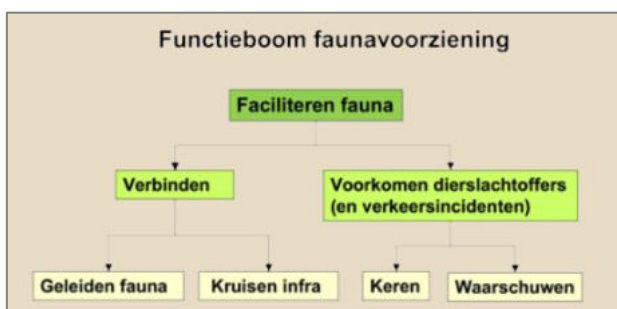 Functieboom faunavoorziening
Faciliteren fauna
Verbinden
Voorkomen dierslachtoffers
(en verkeersincidenten)
Geleiden fauna
Kruisen infra
Keren
Waarschuwen